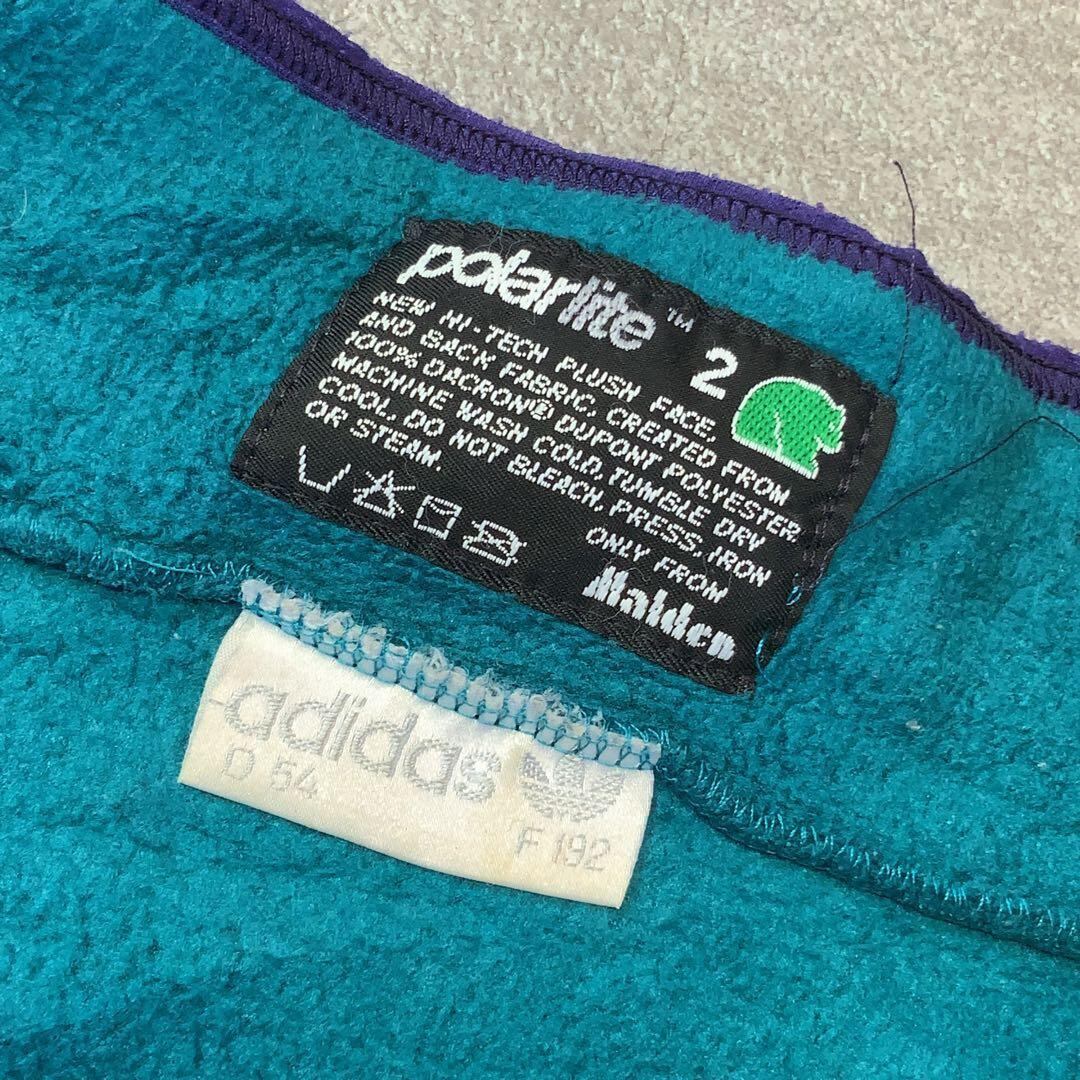 polarlite™ 2
NEW HI-TECH PLUSH FACE,
AND BACK FABRIC, CREATED FROM
100% DACRON® DUPONT POLYESTER.
MACHINE WASH COLD, TUMBLE DRY
COOL, DO NOT BLEACH, PRESS, IRON
OR STEAM.
ONLY FROM
Malden
adidas
D 54
F 192